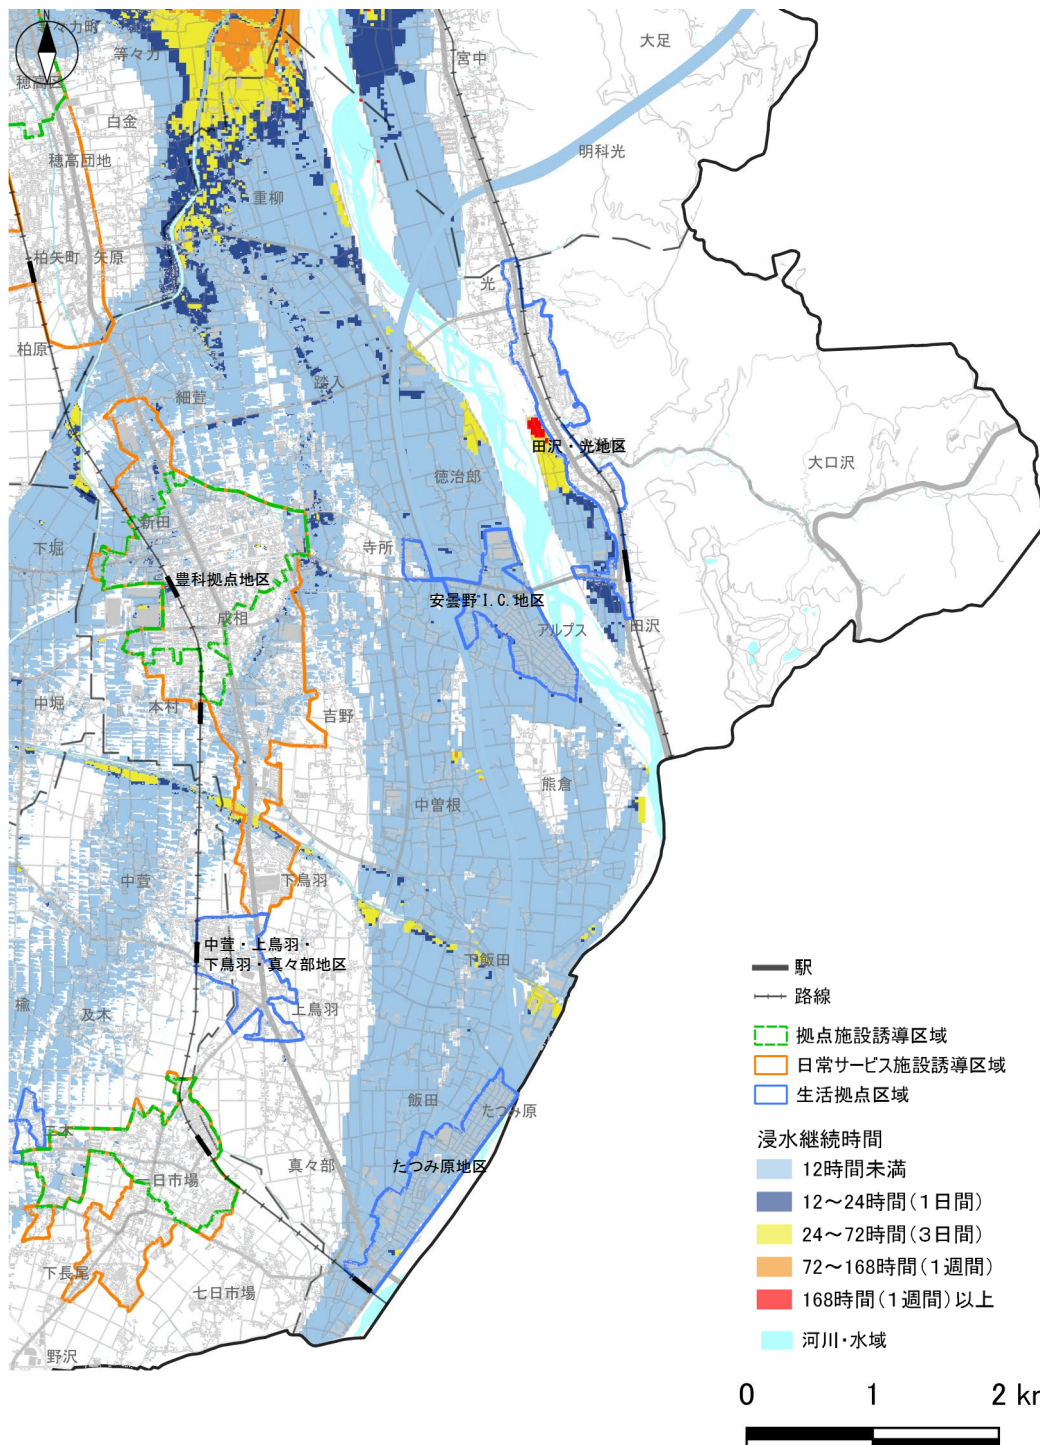 N
等々力町
等々力
宮中
大足
穂高区
白金
穂高団地
明科光
重柳
柏矢町
矢原
光
柏原
踏入
細萱
田沢・光地区
徳治郎
大口沢
新田
下堀
寺所
豊科拠点地区
安曇野I.C.地区
成相
アルプス
田沢
中堀
本村
吉野
熊倉
中曽根
中萱
下鳥羽
中萱・上鳥羽・
下鳥羽・真々部地区
下飯田
楡
及木
上鳥羽
飯田
たつみ原
二木
真々部
たつみ原地区
一日市場
下長尾
七日市場
野沢
駅
路線
拠点施設誘導区域
日常サービス施設誘導区域
生活拠点区域
浸水継続時間
12時間未満
12～24時間(1日間)
24～72時間(3日間)
72～168時間(1週間)
168時間(1週間)以上
河川・水域
0 1 2 km